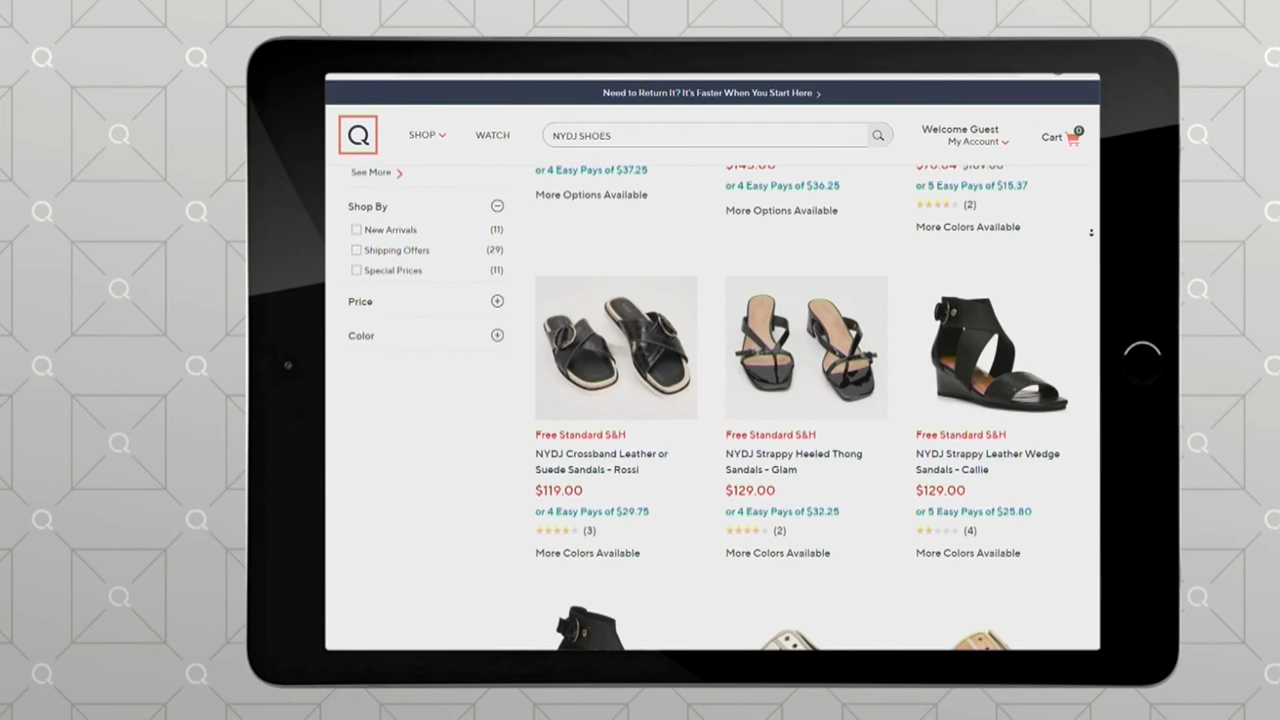 Need to Return It? It's Faster When You Start Here
Q
SHOP
WATCH
NYDJ SHOES
Welcome Guest
My Account
Cart
0
See More
Shop By
New Arrivals (11)
Shipping Offers (29)
Special Prices (11)
Price
Color
or 4 Easy Pays of $37.25
More Options Available
$145.00
or 4 Easy Pays of $36.25
More Options Available
or 5 Easy Pays of $15.37
(2)
More Colors Available
Free Standard S&H
NYDJ Crossband Leather or
Suede Sandals - Rossi
$119.00
or 4 Easy Pays of $29.75
(3)
More Colors Available
Free Standard S&H
NYDJ Strappy Heeled Thong
Sandals - Glam
$129.00
or 4 Easy Pays of $32.25
(2)
More Colors Available
Free Standard S&H
NYDJ Strappy Leather Wedge
Sandals - Callie
$129.00
or 5 Easy Pays of $25.80
(4)
More Colors Available